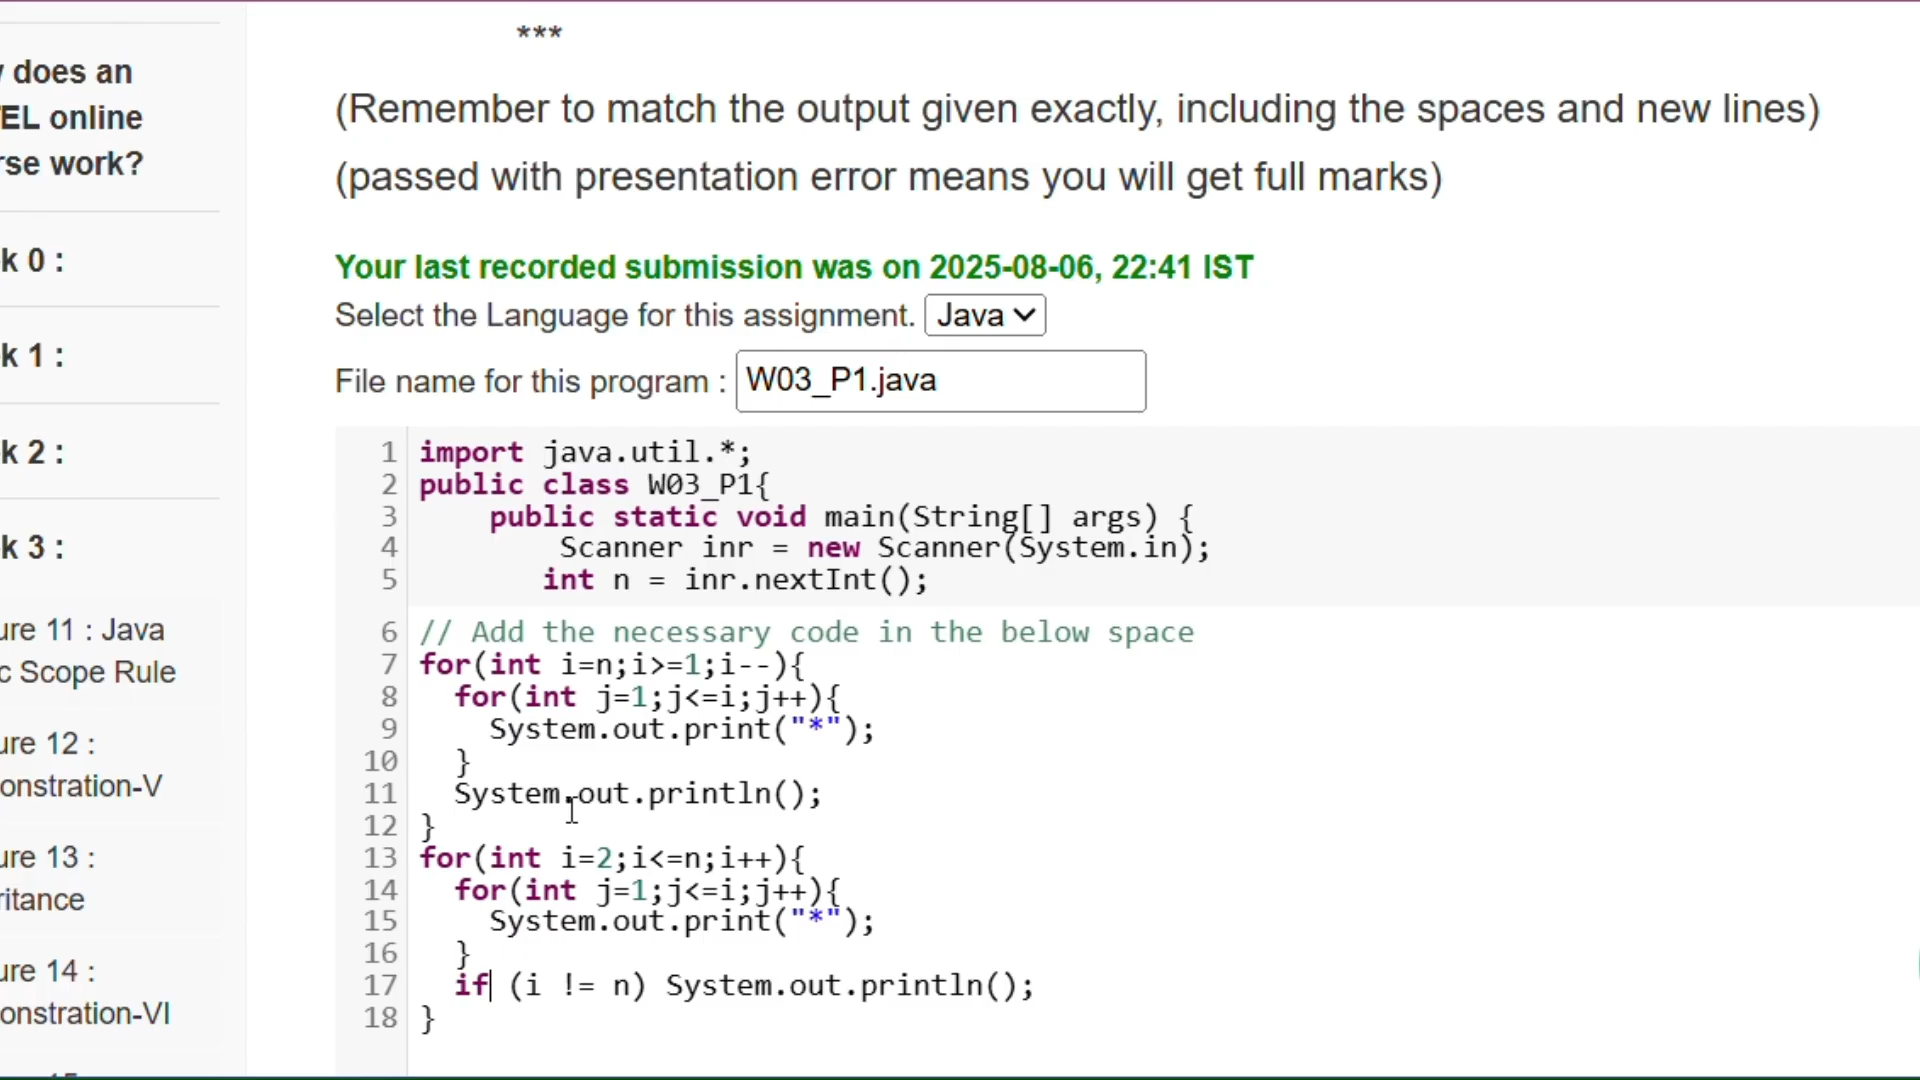 ***
(Remember to match the output given exactly, including the spaces and new lines)
(passed with presentation error means you will get full marks)
Your last recorded submission was on 2025-08-06, 22:41 IST
Select the Language for this assignment. Java
File name for this program : W03_P1.java
1 import java.util.*;
2 public class W03_P1{
3 public static void main(String[] args) {
4 Scanner inr = new Scanner(System.in);
5 int n = inr.nextInt();
6 // Add the necessary code in the below space
7 for(int i=n;i>=1;i--){
8 for(int j=1;j<=i;j++){
9 System.out.print("*");
10 }
11 System.out.println();
12 }
13 for(int i=2;i<=n;i++){
14 for(int j=1;j<=i;j++){
15 System.out.print("*");
16 }
17 if (i != n) System.out.println();
18 }
does an
EL online
rse work?
k 0 :
k 1 :
k 2 :
k 3 :
ure 11 : Java
c Scope Rule
ure 12 :
onstration-V
ure 13 :
ritance
ure 14 :
onstration-VI